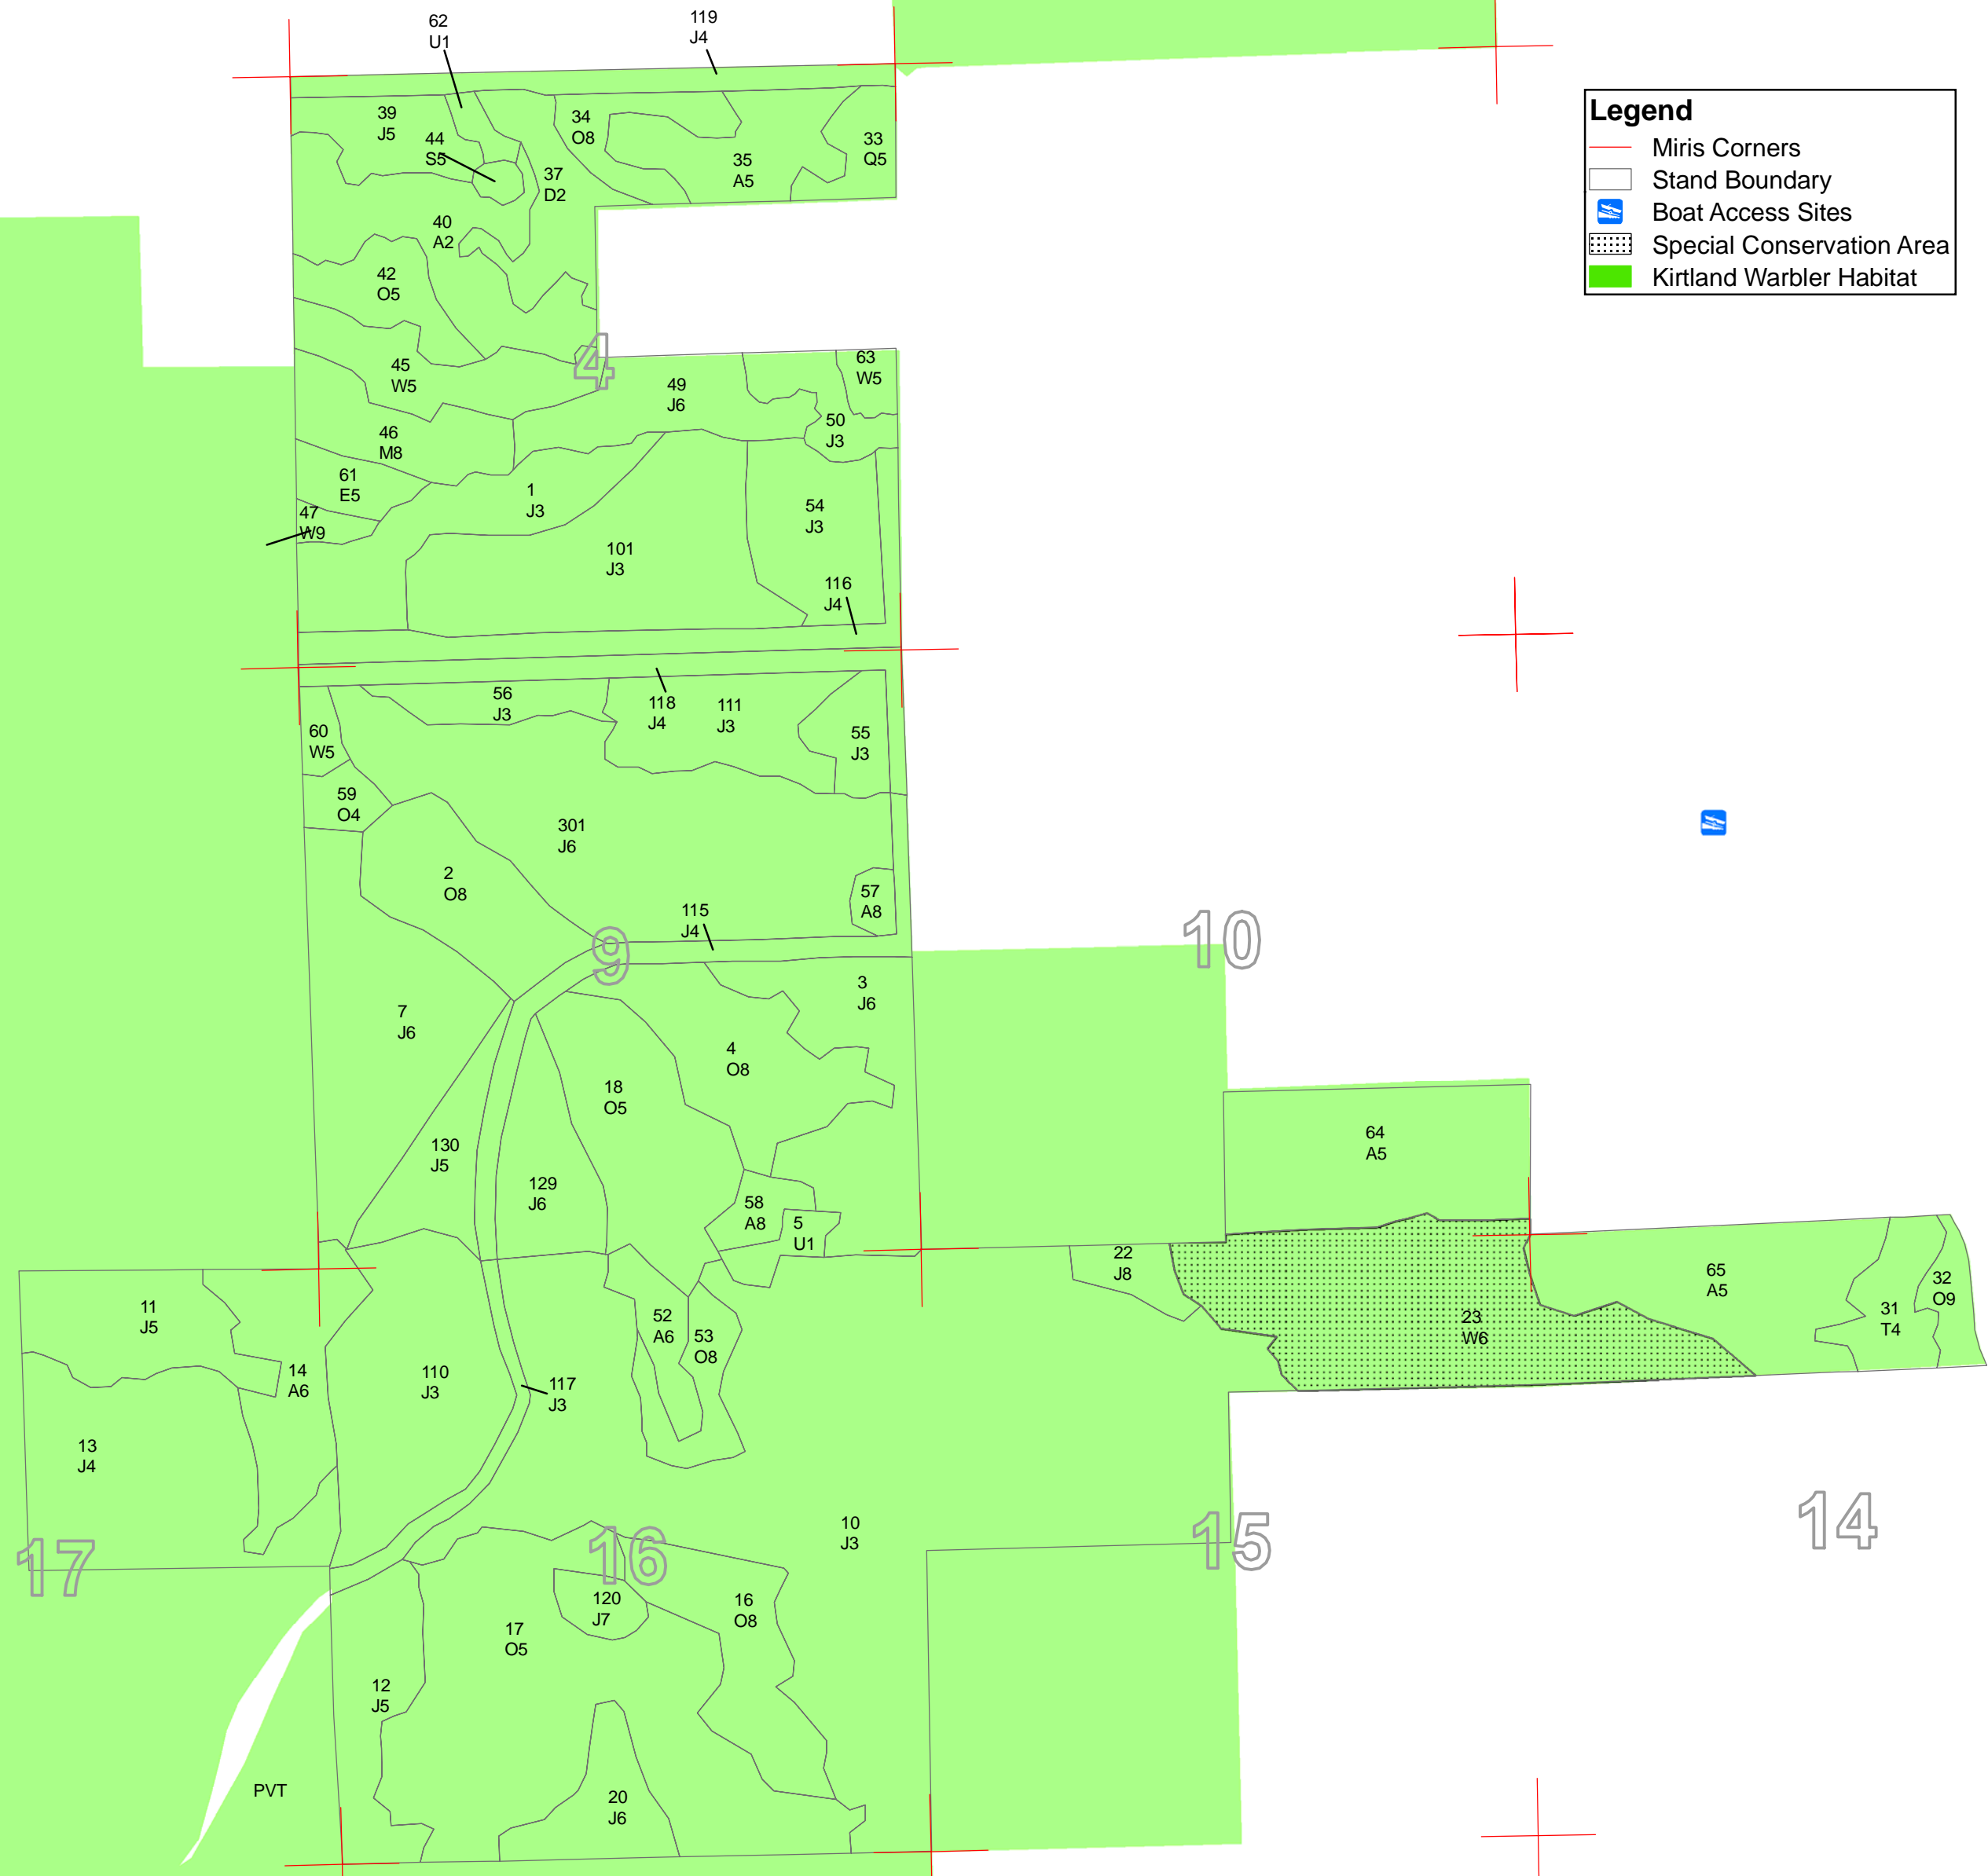 62
U1
119
J4
Legend
Miris Corners
Stand Boundary
Boat Access Sites
Special Conservation Area
Kirtland Warbler Habitat
39
J5
44
S5
34
O8
35
A5
33
Q5
37
D2
40
A2
42
O5
4
45
W5
49
J6
63
W5
50
J3
46
M8
61
E5
47
W9
1
J3
101
J3
54
J3
116
J4
56
J3
118
J4
111
J3
60
W5
55
J3
59
O4
301
J6
2
O8
57
A8
115
J4
9
10
3
J6
7
J6
4
O8
18
O5
130
J5
129
J6
58
A8
5
U1
64
A5
22
J8
23
W6
65
A5
31
T4
32
O9
11
J5
14
A6
110
J3
117
J3
52
A6
53
O8
13
J4
17
16
15
14
10
J3
120
J7
16
O8
17
O5
12
J5
20
J6
PVT